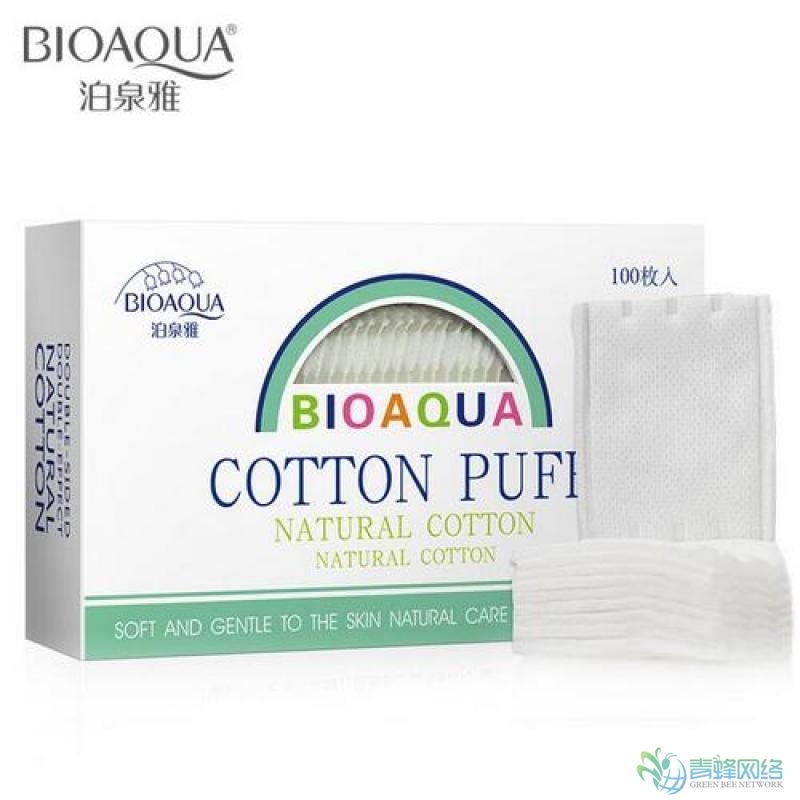 BIOAQUA®
泊泉雅
BIOAQUA
泊泉雅
100枚入
DOUBLE-SIDED
DOUBLE-EFFECT
NATURAL
COTTON
BIOAQUA
COTTON PUFF
NATURAL COTTON
NATURAL COTTON
SOFT AND GENTLE TO THE SKIN NATURAL CARE
青蜂网络
GREEN BEE NETWORK